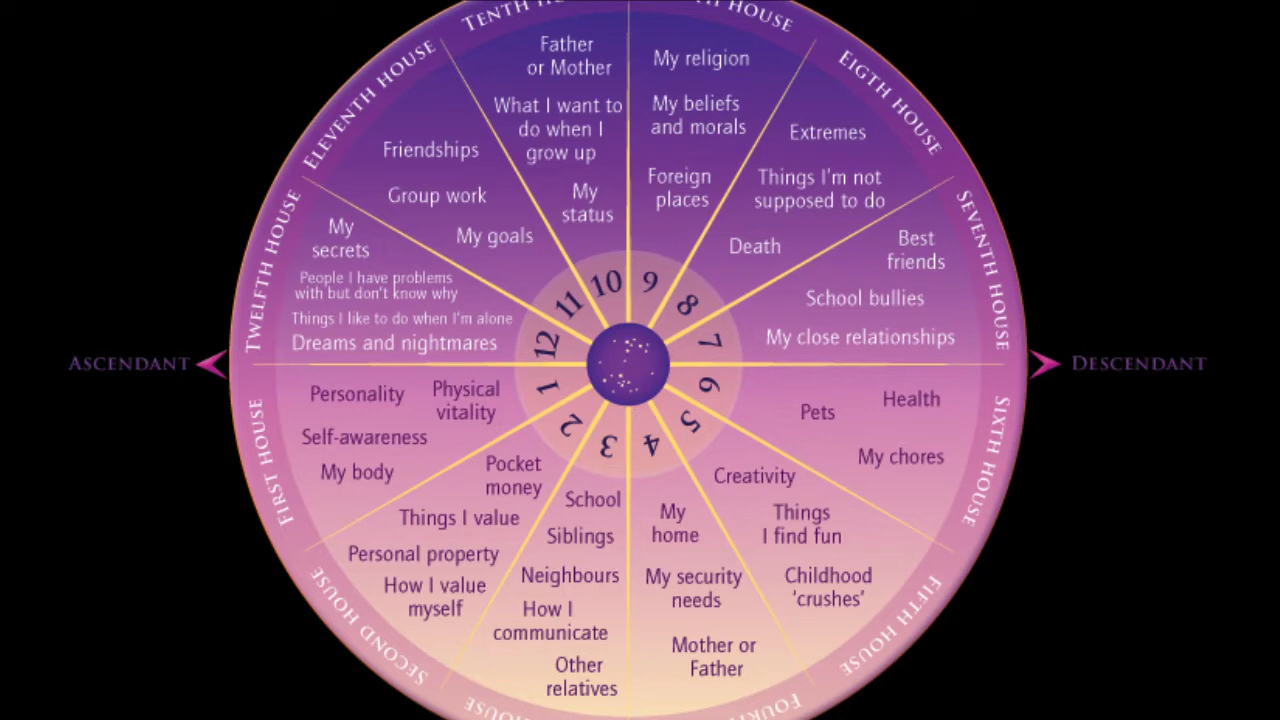 TENTH
TH HOUSE
ELEVENTH HOUSE
EIGTH HOUSE
TWELFTH HOUSE
SEVENTH HOUSE
Father
or Mother
What I want to
do when I
grow up
My
status
My religion
My beliefs
and morals
Foreign
places
Friendships
Group work
My goals
Extremes
Things I'm not
supposed to do
Death
My
secrets
People I have problems
with but don't know why
Things I like to do when I'm alone
Dreams and nightmares
Best
friends
School bullies
My close relationships
10
9
11
8
12
7
ASCENDANT
DESCENDANT
1
6
2
5
3
4
FIRST HOUSE
Personality
Physical
vitality
Self-awareness
My body
Health
Pets
My chores
SIXTH HOUSE
Pocket
money
Things I value
Personal property
How I value
myself
SECOND HOUSE
School
Siblings
Neighbours
How I
communicate
Other
relatives
My
home
My security
needs
Mother or
Father
Creativity
Things
I find fun
Childhood
'crushes'
FIFTH HOUSE
FOURTH